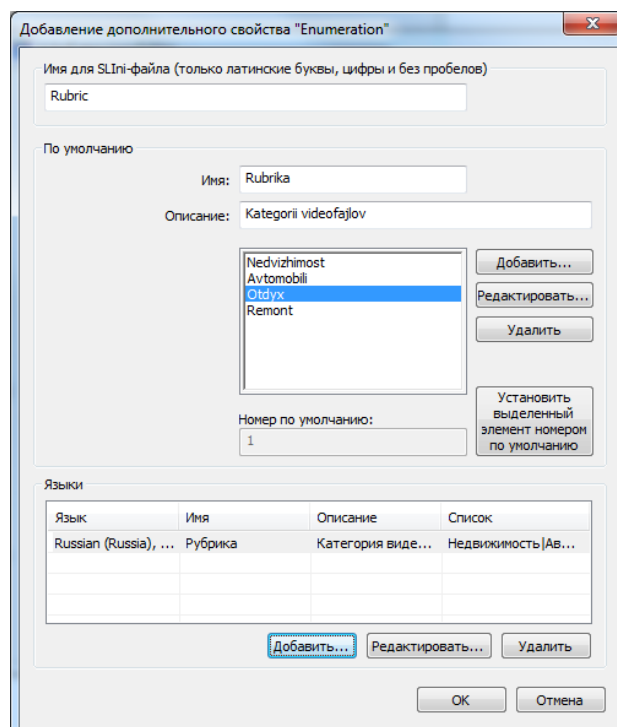 Добавление дополнительного свойства "Enumeration"
Имя для SLIni-файла (только латинские буквы, цифры и без пробелов)
Rubric
По умолчанию
Имя: Rubrika
Описание: Kategorii videofajlov
Nedvizhimost
Avtomobili
Otdyx
Remont
Добавить...
Редактировать...
Удалить
Номер по умолчанию:
1
Установить
выделенный
элемент номером
по умолчанию
Языки
Язык Имя Описание Список
Russian (Russia), ... Рубрика Категория виде... Недвижимость|Ав...
Добавить... Редактировать... Удалить
OK Отмена